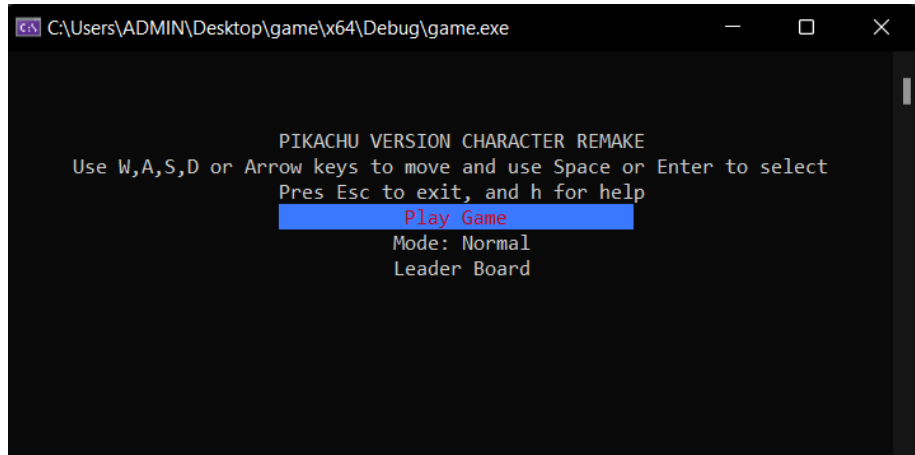 C:\Users\ADMIN\Desktop\game\x64\Debug\game.exe
PIKACHU VERSION CHARACTER REMAKE
Use W,A,S,D or Arrow keys to move and use Space or Enter to select
Pres Esc to exit, and h for help
Play Game
Mode: Normal
Leader Board